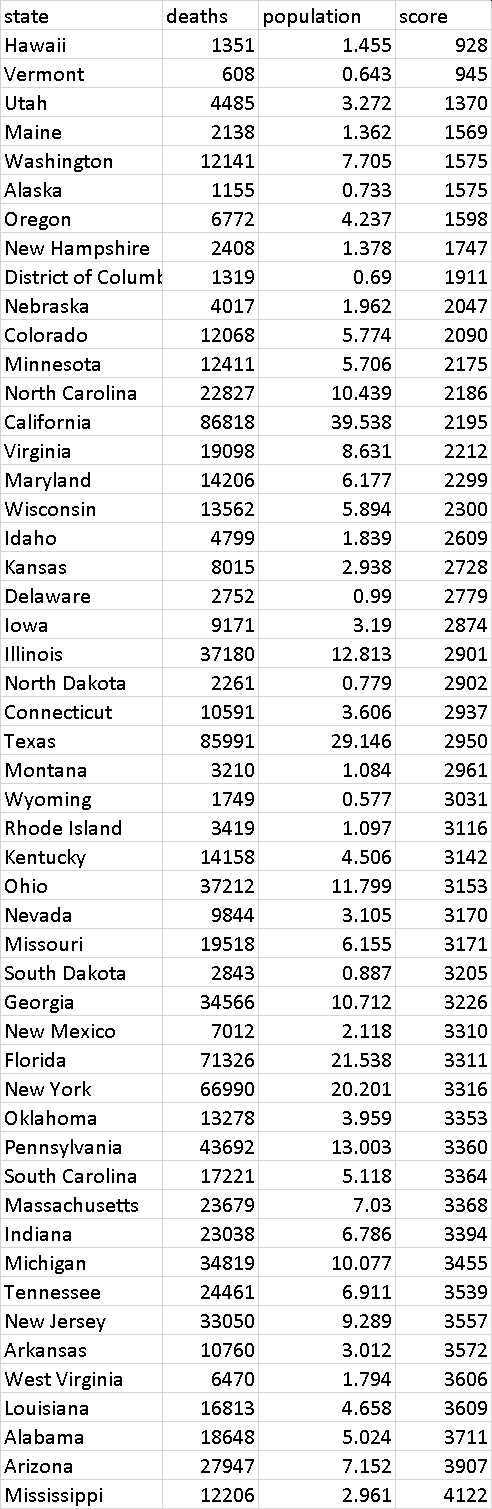 state deaths population score
Hawaii 1351 1.455 928
Vermont 608 0.643 945
Utah 4485 3.272 1370
Maine 2138 1.362 1569
Washington 12141 7.705 1575
Alaska 1155 0.733 1575
Oregon 6772 4.237 1598
New Hampshire 2408 1.378 1747
District of Columb 1319 0.69 1911
Nebraska 4017 1.962 2047
Colorado 12068 5.774 2090
Minnesota 12411 5.706 2175
North Carolina 22827 10.439 2186
California 86818 39.538 2195
Virginia 19098 8.631 2212
Maryland 14206 6.177 2299
Wisconsin 13562 5.894 2300
Idaho 4799 1.839 2609
Kansas 8015 2.938 2728
Delaware 2752 0.99 2779
Iowa 9171 3.19 2874
Illinois 37180 12.813 2901
North Dakota 2261 0.779 2902
Connecticut 10591 3.606 2937
Texas 85991 29.146 2950
Montana 3210 1.084 2961
Wyoming 1749 0.577 3031
Rhode Island 3419 1.097 3116
Kentucky 14158 4.506 3142
Ohio 37212 11.799 3153
Nevada 9844 3.105 3170
Missouri 19518 6.155 3171
South Dakota 2843 0.887 3205
Georgia 34566 10.712 3226
New Mexico 7012 2.118 3310
Florida 71326 21.538 3311
New York 66990 20.201 3316
Oklahoma 13278 3.959 3353
Pennsylvania 43692 13.003 3360
South Carolina 17221 5.118 3364
Massachusetts 23679 7.03 3368
Indiana 23038 6.786 3394
Michigan 34819 10.077 3455
Tennessee 24461 6.911 3539
New Jersey 33050 9.289 3557
Arkansas 10760 3.012 3572
West Virginia 6470 1.794 3606
Louisiana 16813 4.658 3609
Alabama 18648 5.024 3711
Arizona 27947 7.152 3907
Mississippi 12206 2.961 4122